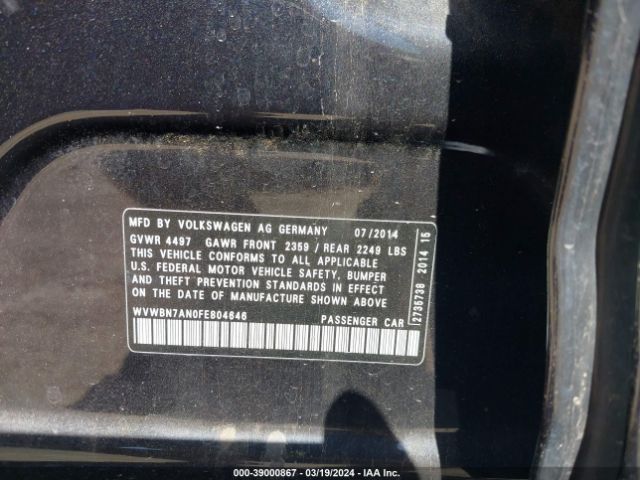 MFD BY VOLKSWAGEN AG GERMANY 07/2014
GVWR 4497 GAWR FRONT 2359 / REAR 2249 LBS
THIS VEHICLE CONFORMS TO ALL APPLICABLE
U.S. FEDERAL MOTOR VEHICLE SAFETY, BUMPER
AND THEFT PREVENTION STANDARDS IN EFFECT
ON THE DATE OF MANUFACTURE SHOWN ABOVE
WVWBN7AN0FE804646 PASSENGER CAR
2735738 2014 15
000-39000867 - 03/19/2024 - IAA Inc.